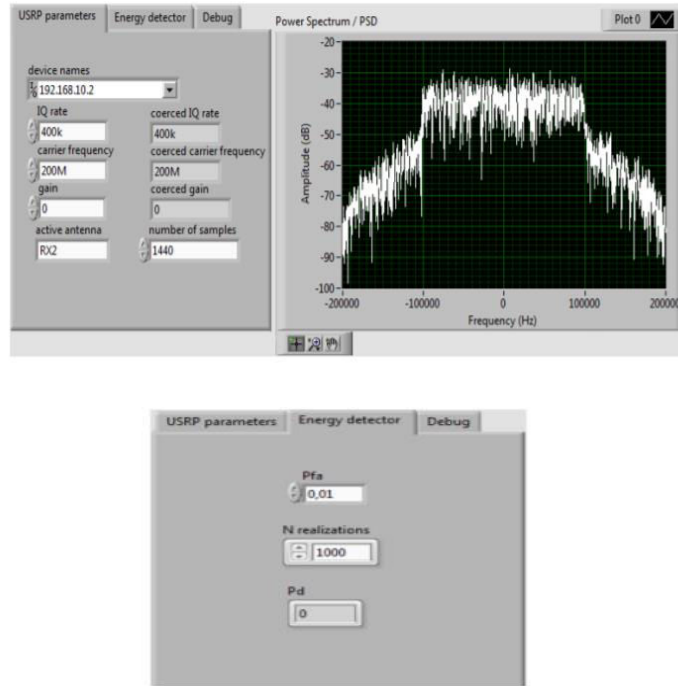 USRP parameters Energy detector Debug
device names
192.168.10.2
IQ rate coerced IQ rate
400k 400k
carrier frequency coerced carrier frequency
200M 200M
gain coerced gain
0 0
active antenna number of samples
RX2 1440
Power Spectrum / PSD Plot 0
Amplitude (dB)
-20
-30
-40
-50
-60
-70
-80
-90
-100
-200000 -100000 0 100000 200000
Frequency (Hz)
USRP parameters Energy detector Debug
Pfa
0,01
N realizations
1000
Pd
0